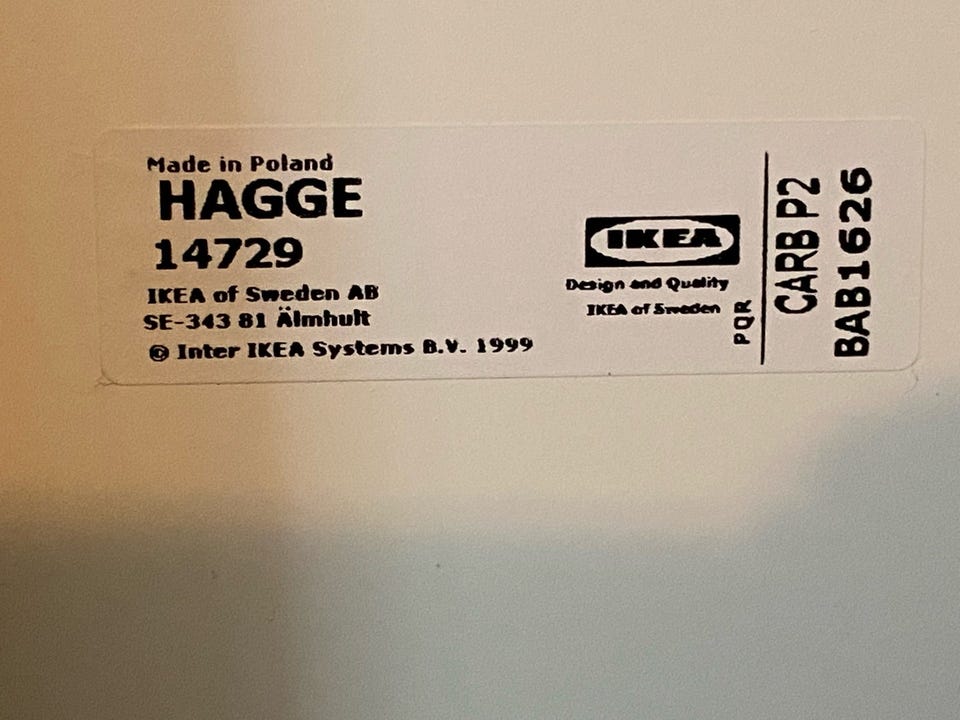 Made in Poland
HAGGE
14729
IKEA of Sweden AB
SE-343 81 Älmhult
© Inter IKEA Systems B.V. 1999
IKEA
Design and Quality
IKEA of Sweden
PQR
CARB P2
BAB1626